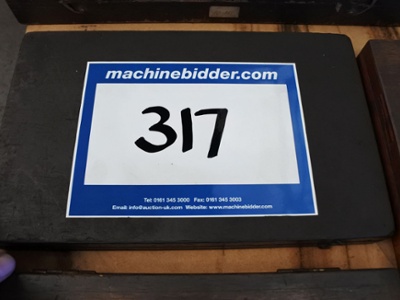 machinebidder.com
317
Tel: 0161 345 3000 Fax: 0161 345 3003
Email: info@auction-uk.com Website: www.machinebidder.com